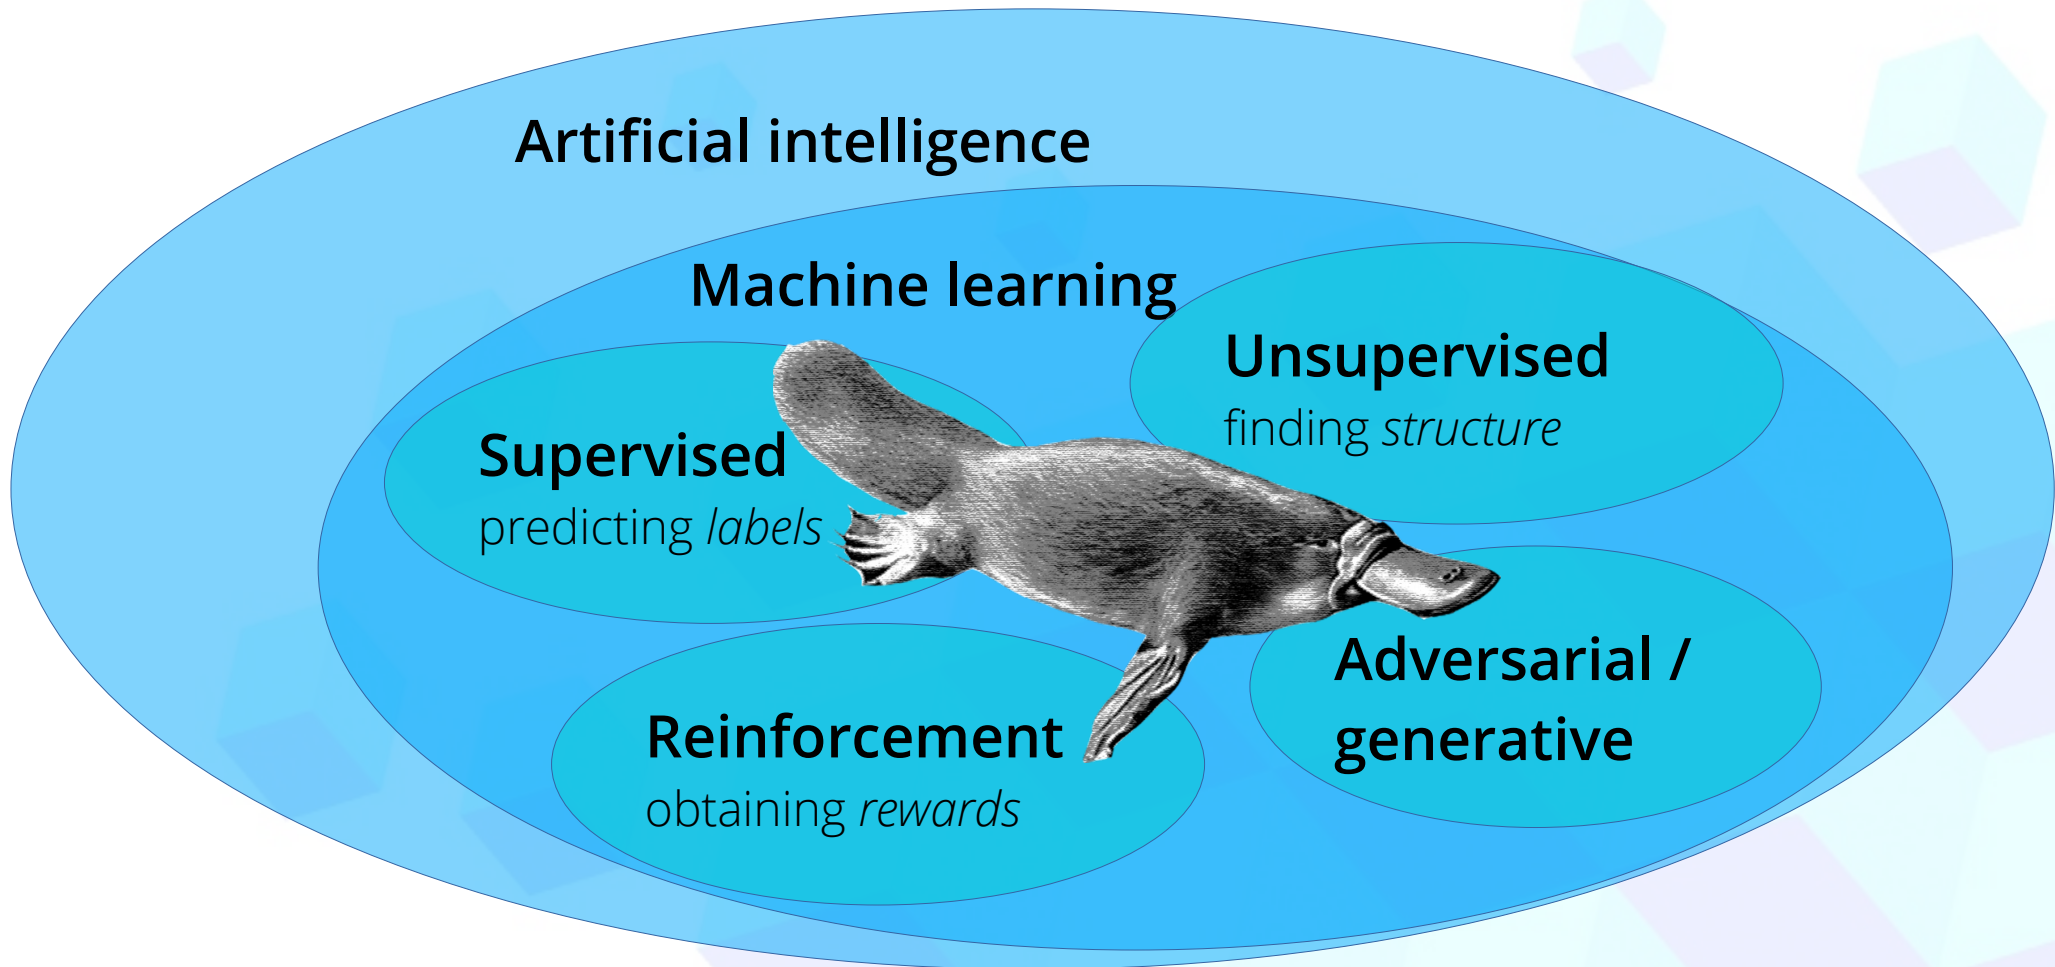 Artificial intelligence
Machine learning
Unsupervised
finding structure
Supervised
predicting labels
Adversarial /
generative
Reinforcement
obtaining rewards